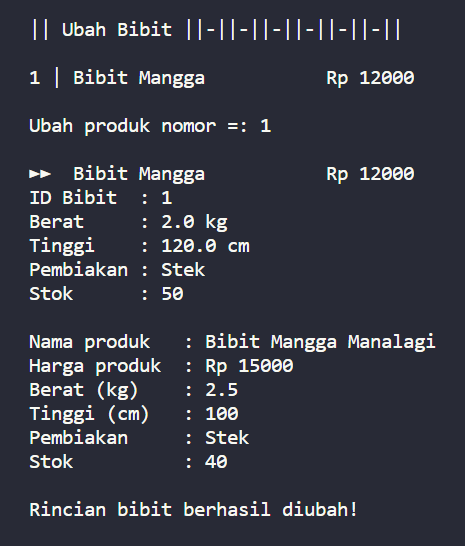 || Ubah Bibit ||-||-||-||-||-||-||-||
1 | Bibit Mangga Rp 12000
Ubah produk nomor =: 1
►► Bibit Mangga Rp 12000
ID Bibit : 1
Berat : 2.0 kg
Tinggi : 120.0 cm
Pembiakan : Stek
Stok : 50
Nama produk : Bibit Mangga Manalagi
Harga produk : Rp 15000
Berat (kg) : 2.5
Tinggi (cm) : 100
Pembiakan : Stek
Stok : 40
Rincian bibit berhasil diubah!